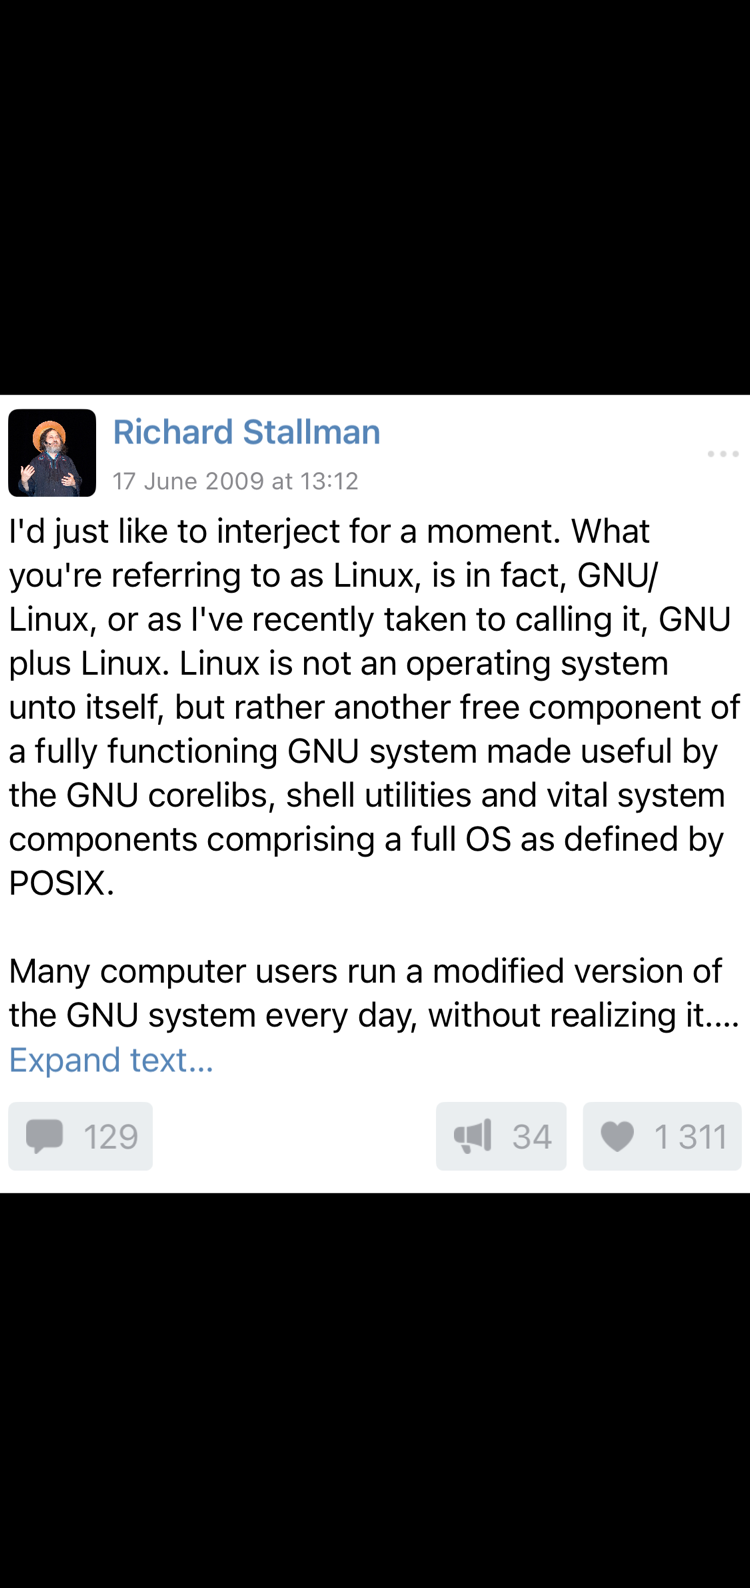 Richard Stallman
17 June 2009 at 13:12
I'd just like to interject for a moment. What
you're referring to as Linux, is in fact, GNU/
Linux, or as I've recently taken to calling it, GNU
plus Linux. Linux is not an operating system
unto itself, but rather another free component of
a fully functioning GNU system made useful by
the GNU corelibs, shell utilities and vital system
components comprising a full OS as defined by
POSIX.
Many computer users run a modified version of
the GNU system every day, without realizing it....
Expand text...
129
34
1 311